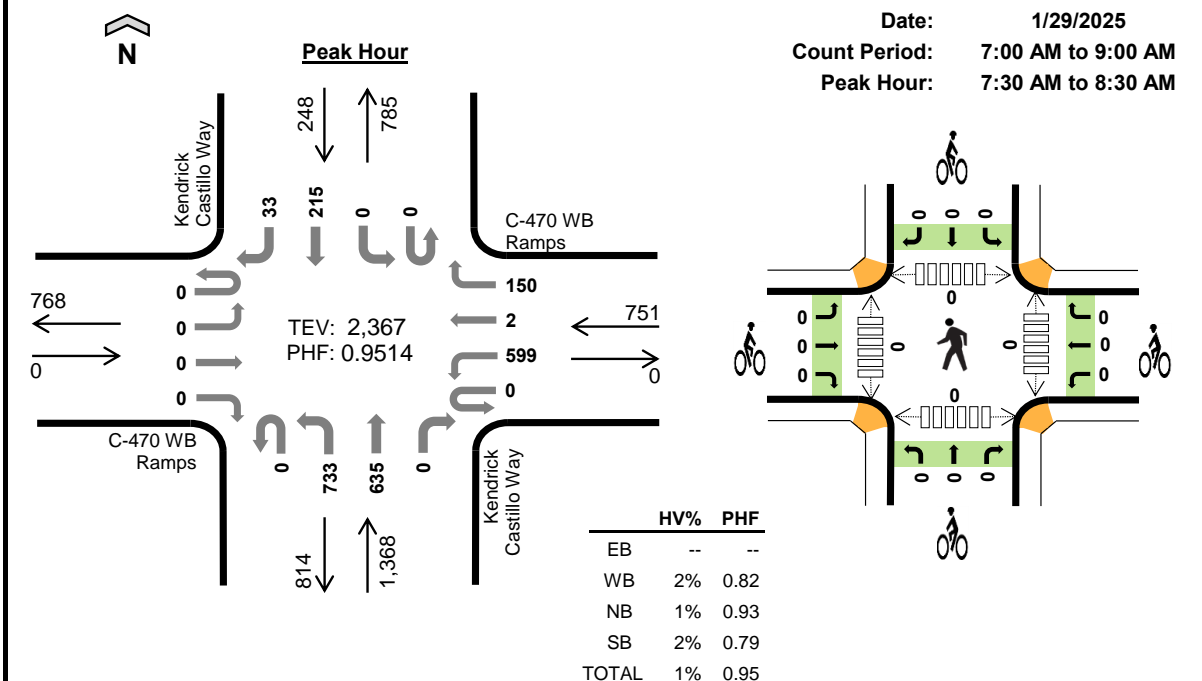 Date: 1/29/2025
Count Period: 7:00 AM to 9:00 AM
Peak Hour: 7:30 AM to 8:30 AM
N
Peak Hour
248
785
Kendrick
Castillo Way
33 215 0 0
C-470 WB
Ramps
0
0
0
0
768
0
TEV: 2,367
PHF: 0.9514
150
2
599
0
751
0
C-470 WB
Ramps
0 733 635 0
Kendrick
Castillo Way
814
1,368
0 0 0
0
0
0
0
0
0
0
0
0
0
0
0 0 0
HV% PHF
EB -- --
WB 2% 0.82
NB 1% 0.93
SB 2% 0.79
TOTAL 1% 0.95